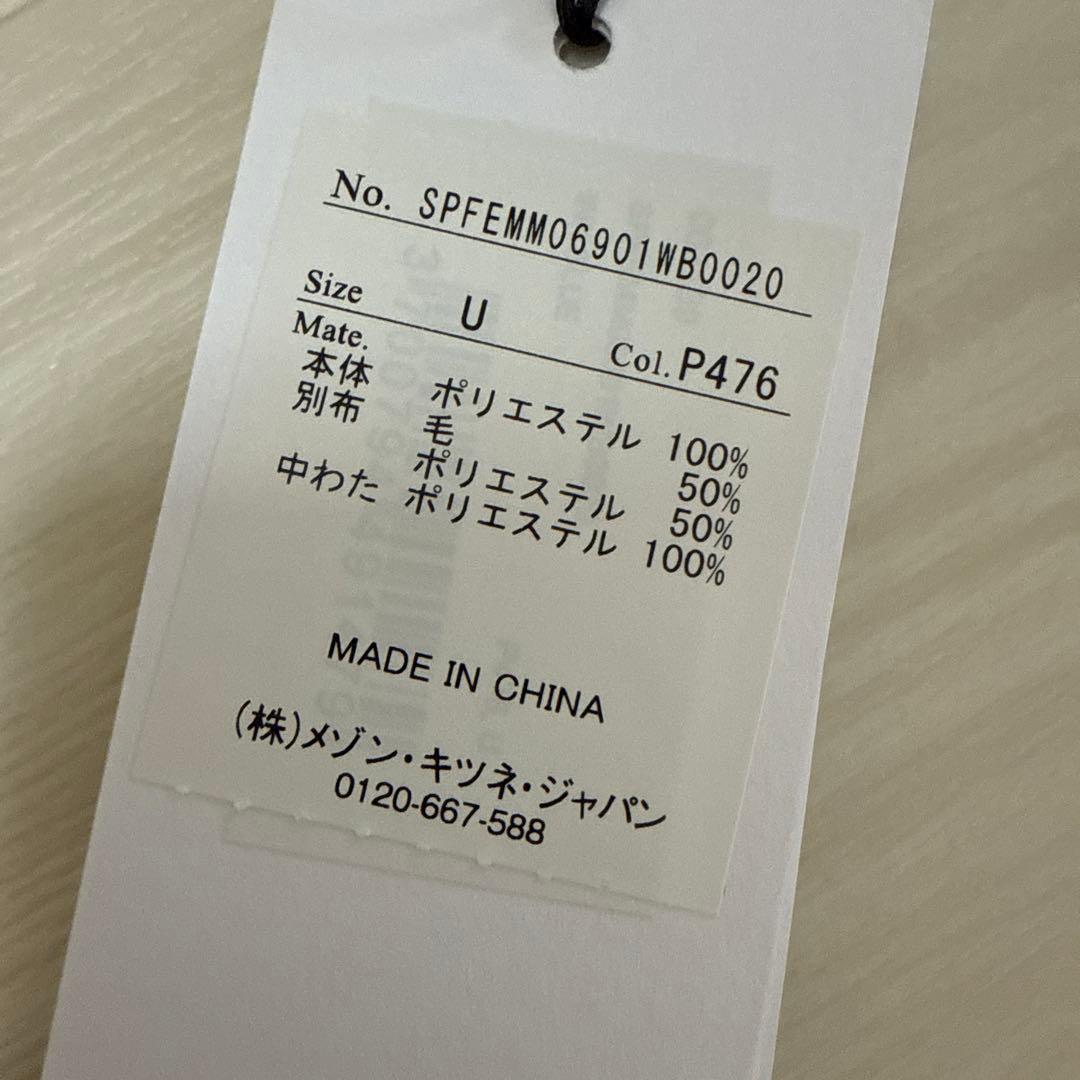 No. SPFEMM06901WB0020
Size U Col. P476
Mate.
本体 ポリエステル 100%
別布 毛 50%
ポリエステル 50%
中わた ポリエステル 100%
MADE IN CHINA
(株)メゾン・キツネ・ジャパン
0120-667-588